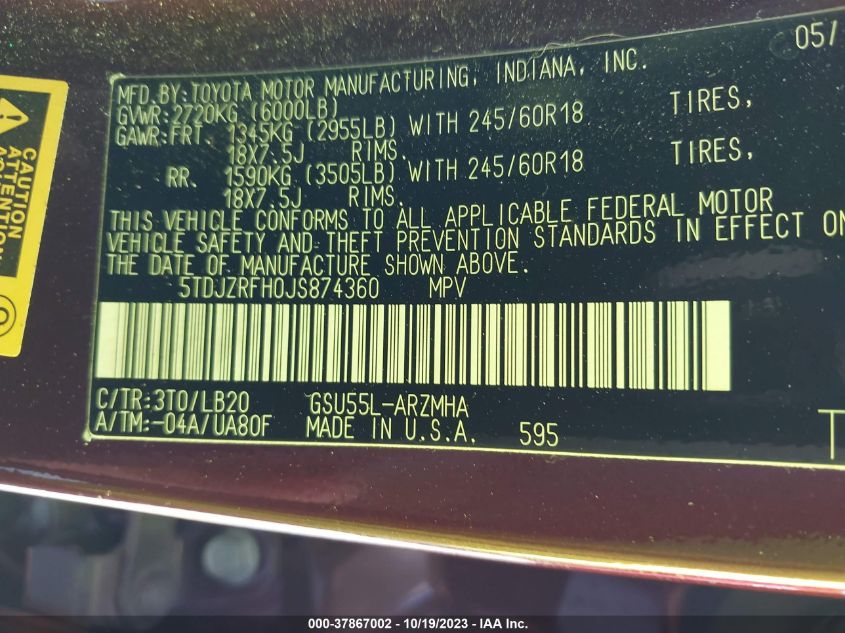 05/
MFD.BY:TOYOTA MOTOR MANUFACTURING, INDIANA, INC.
GVWR:2720KG (6000LB)
GAWR:FRT. 1345KG (2955LB) WITH 245/60R18 TIRES,
18X7.5J RIMS.
RR. 1590KG (3505LB) WITH 245/60R18 TIRES,
18X7.5J RIMS.
THIS VEHICLE CONFORMS TO ALL APPLICABLE FEDERAL MOTOR
VEHICLE SAFETY AND THEFT PREVENTION STANDARDS IN EFFECT ON
THE DATE OF MANUFACTURE SHOWN ABOVE.
5TDJZRFH0JS874360 MPV
C/TR:3T0/LB20 GSU55L-ARZMHA
A/TM:-04A/UA80F MADE IN U.S.A. 595
T
CAUTION
ATTENTION
000-37867002 - 10/19/2023 - IAA Inc.